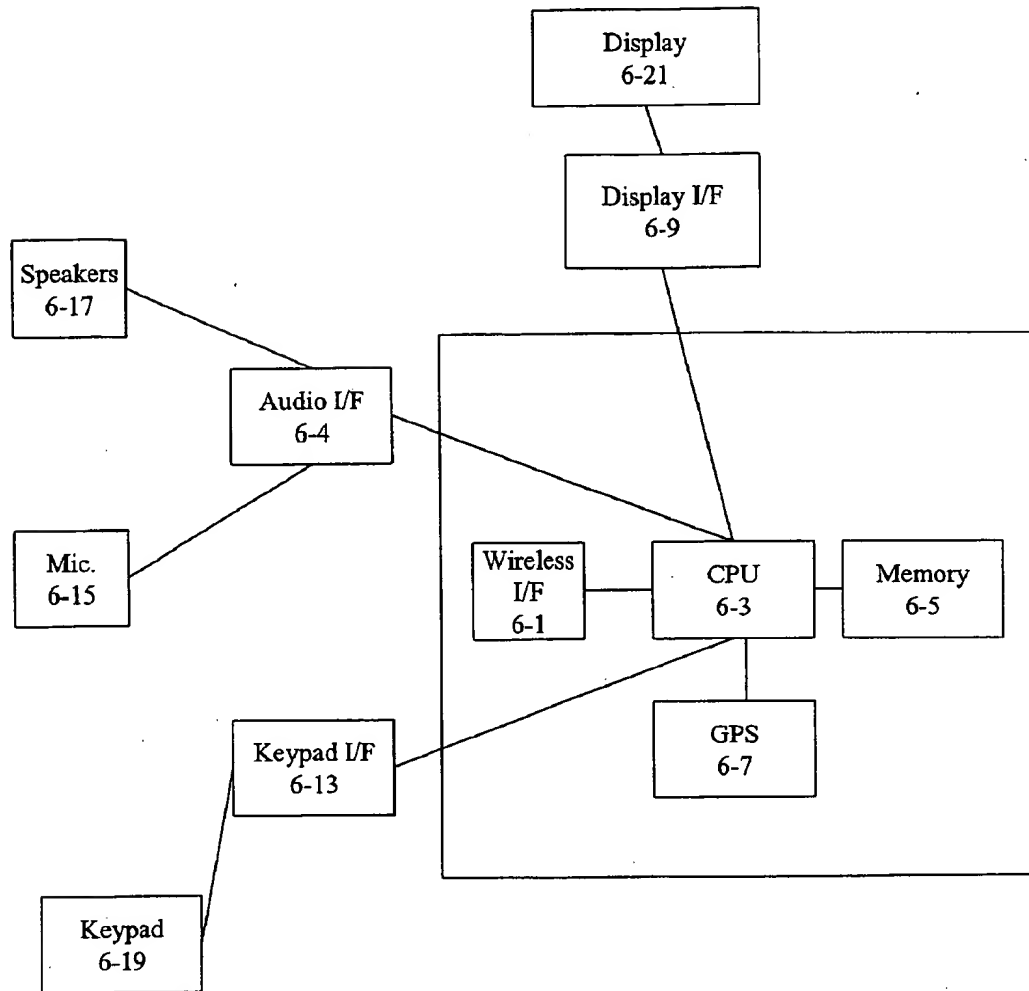 Display
6-21
Display I/F
6-9
Speakers
6-17
Audio I/F
6-4
Mic.
6-15
Wireless
I/F
6-1
CPU
6-3
Memory
6-5
Keypad I/F
6-13
GPS
6-7
Keypad
6-19